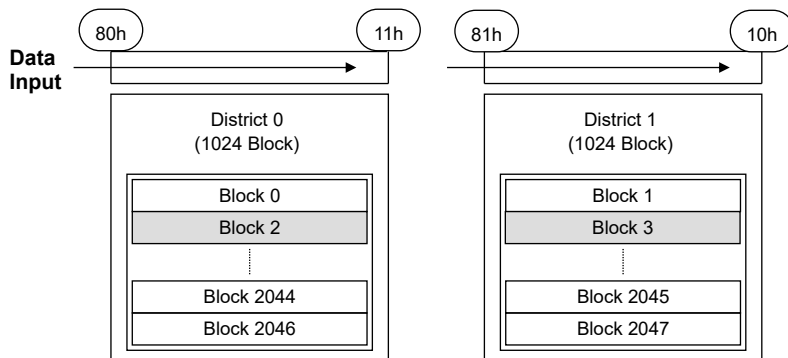 80h 11h 81h 10h
Data
Input
District 0
(1024 Block)
Block 0
Block 2
Block 2044
Block 2046
District 1
(1024 Block)
Block 1
Block 3
Block 2045
Block 2047